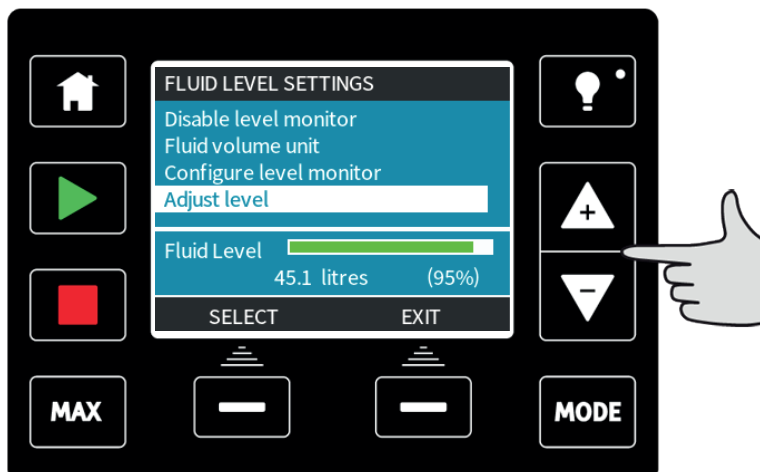 FLUID LEVEL SETTINGS
Disable level monitor
Fluid volume unit
Configure level monitor
Adjust level
Fluid Level
45.1 litres (95%)
SELECT EXIT
+
−
MAX MODE